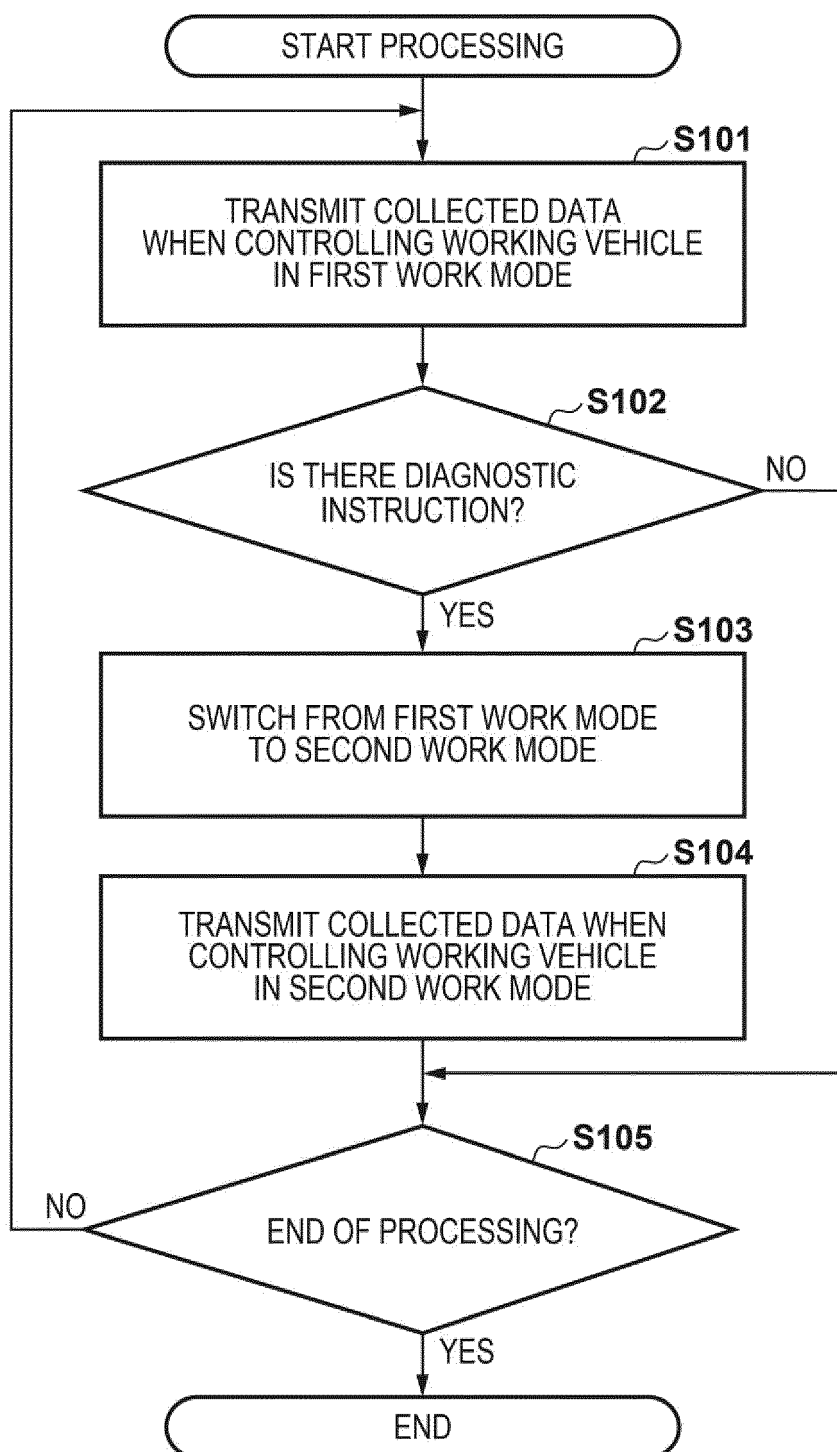 START PROCESSING
S101
TRANSMIT COLLECTED DATA
WHEN CONTROLLING WORKING VEHICLE
IN FIRST WORK MODE
S102
IS THERE DIAGNOSTIC
INSTRUCTION?
NO
YES
S103
SWITCH FROM FIRST WORK MODE
TO SECOND WORK MODE
S104
TRANSMIT COLLECTED DATA WHEN
CONTROLLING WORKING VEHICLE
IN SECOND WORK MODE
S105
NO
END OF PROCESSING?
YES
END